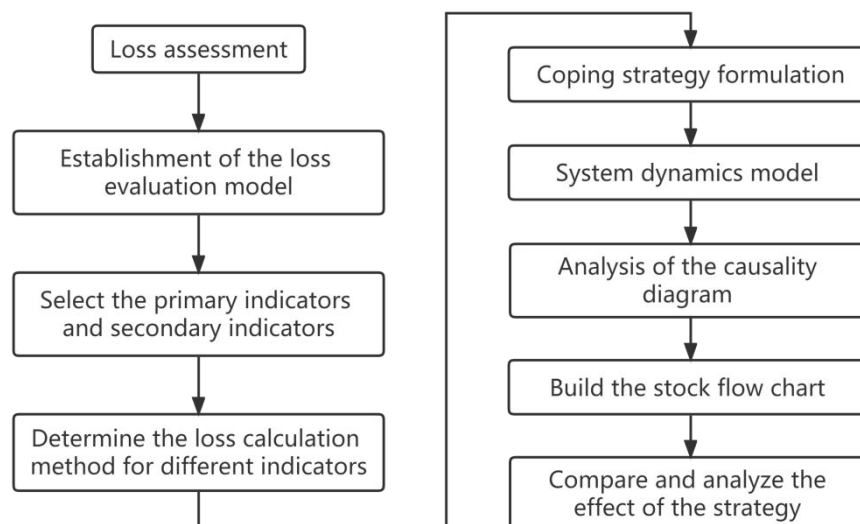 Loss assessment
Establishment of the loss
evaluation model
Select the primary indicators
and secondary indicators
Determine the loss calculation
method for different indicators
Coping strategy formulation
System dynamics model
Analysis of the causality
diagram
Build the stock flow chart
Compare and analyze the
effect of the strategy